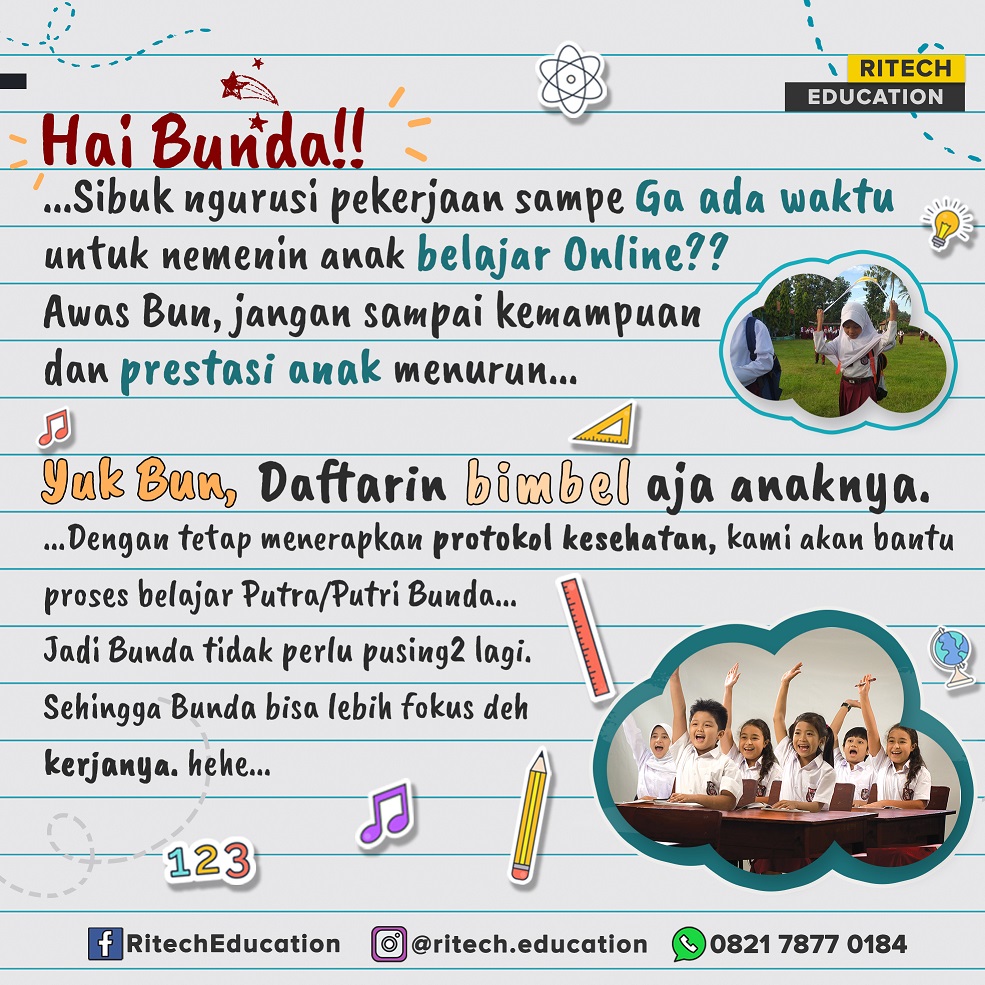 RITECH
EDUCATION
Hai Bunda!!
...Sibuk ngurusi pekerjaan sampe Ga ada waktu
untuk nemenin anak belajar Online??
Awas Bun, jangan sampai kemampuan
dan prestasi anak menurun...
Yuk Bun, Daftarin bimbel aja anaknya.
...Dengan tetap menerapkan protokol kesehatan, kami akan bantu
proses belajar Putra/Putri Bunda...
Jadi Bunda tidak perlu pusing2 lagi.
Sehingga Bunda bisa lebih fokus deh
kerjanya. hehe...
123
RitechEducation @ritech.education 0821 7877 0184